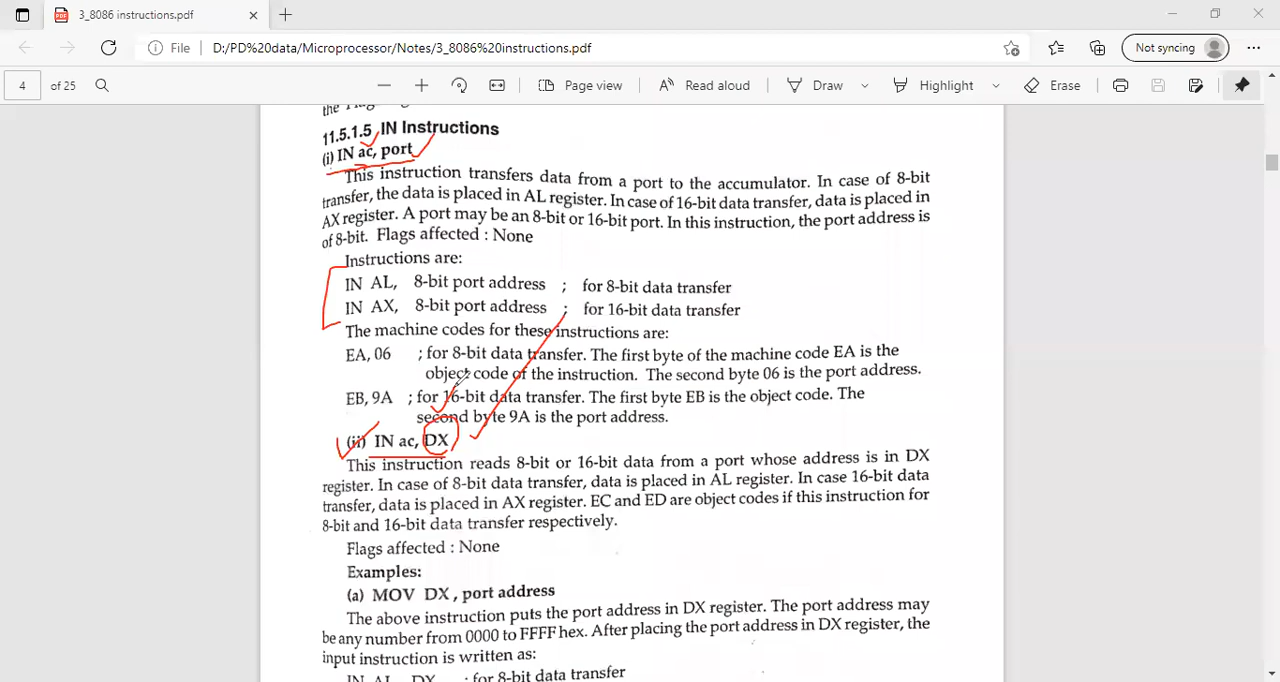 3_8086 instructions.pdf
File D:/PD%20data/Microprocessor/Notes/3_8086%20instructions.pdf Not syncing
4 of 25 Page view Read aloud Draw Highlight Erase
the
11.5.1.5 IN Instructions
(i) IN ac, port
This instruction transfers data from a port to the accumulator. In case of 8-bit
transfer, the data is placed in AL register. In case of 16-bit data transfer, data is placed in
AX register. A port may be an 8-bit or 16-bit port. In this instruction, the port address is
of 8-bit. Flags affected : None
Instructions are:
IN AL, 8-bit port address ; for 8-bit data transfer
IN AX, 8-bit port address ; for 16-bit data transfer
The machine codes for these instructions are:
EA, 06 ; for 8-bit data transfer. The first byte of the machine code EA is the
object code of the instruction. The second byte 06 is the port address.
EB, 9A ; for 16-bit data transfer. The first byte EB is the object code. The
second byte 9A is the port address.
(ii) IN ac, DX
This instruction reads 8-bit or 16-bit data from a port whose address is in DX
register. In case of 8-bit data transfer, data is placed in AL register. In case 16-bit data
transfer, data is placed in AX register. EC and ED are object codes if this instruction for
8-bit and 16-bit data transfer respectively.
Flags affected : None
Examples:
(a) MOV DX, port address
The above instruction puts the port address in DX register. The port address may
be any number from 0000 to FFFF hex. After placing the port address in DX register, the
input instruction is written as:
IN AL, DX ; for 8-bit data transfer